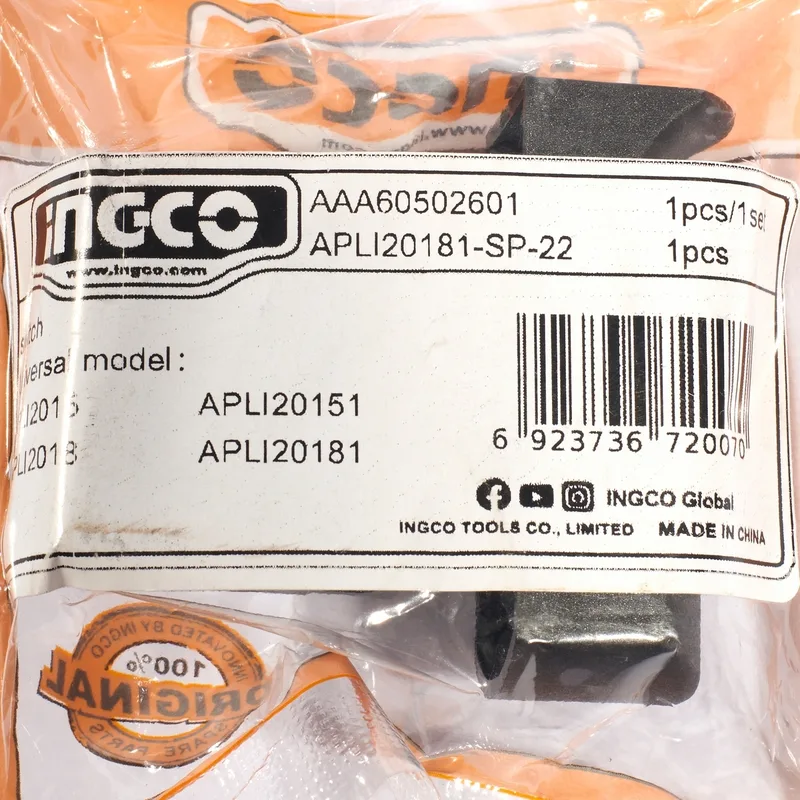 INGCO
www.ingco.com
AAA60502601 1pcs/1set
APLI20181-SP-22 1pcs
model:
APLI20151
APLI20181
6 923736 720070
INGCO Global
INGCO TOOLS CO., LIMITED MADE IN CHINA
INNOVATED BY INGCO
100%
ORIGINAL
SPARE PARTS